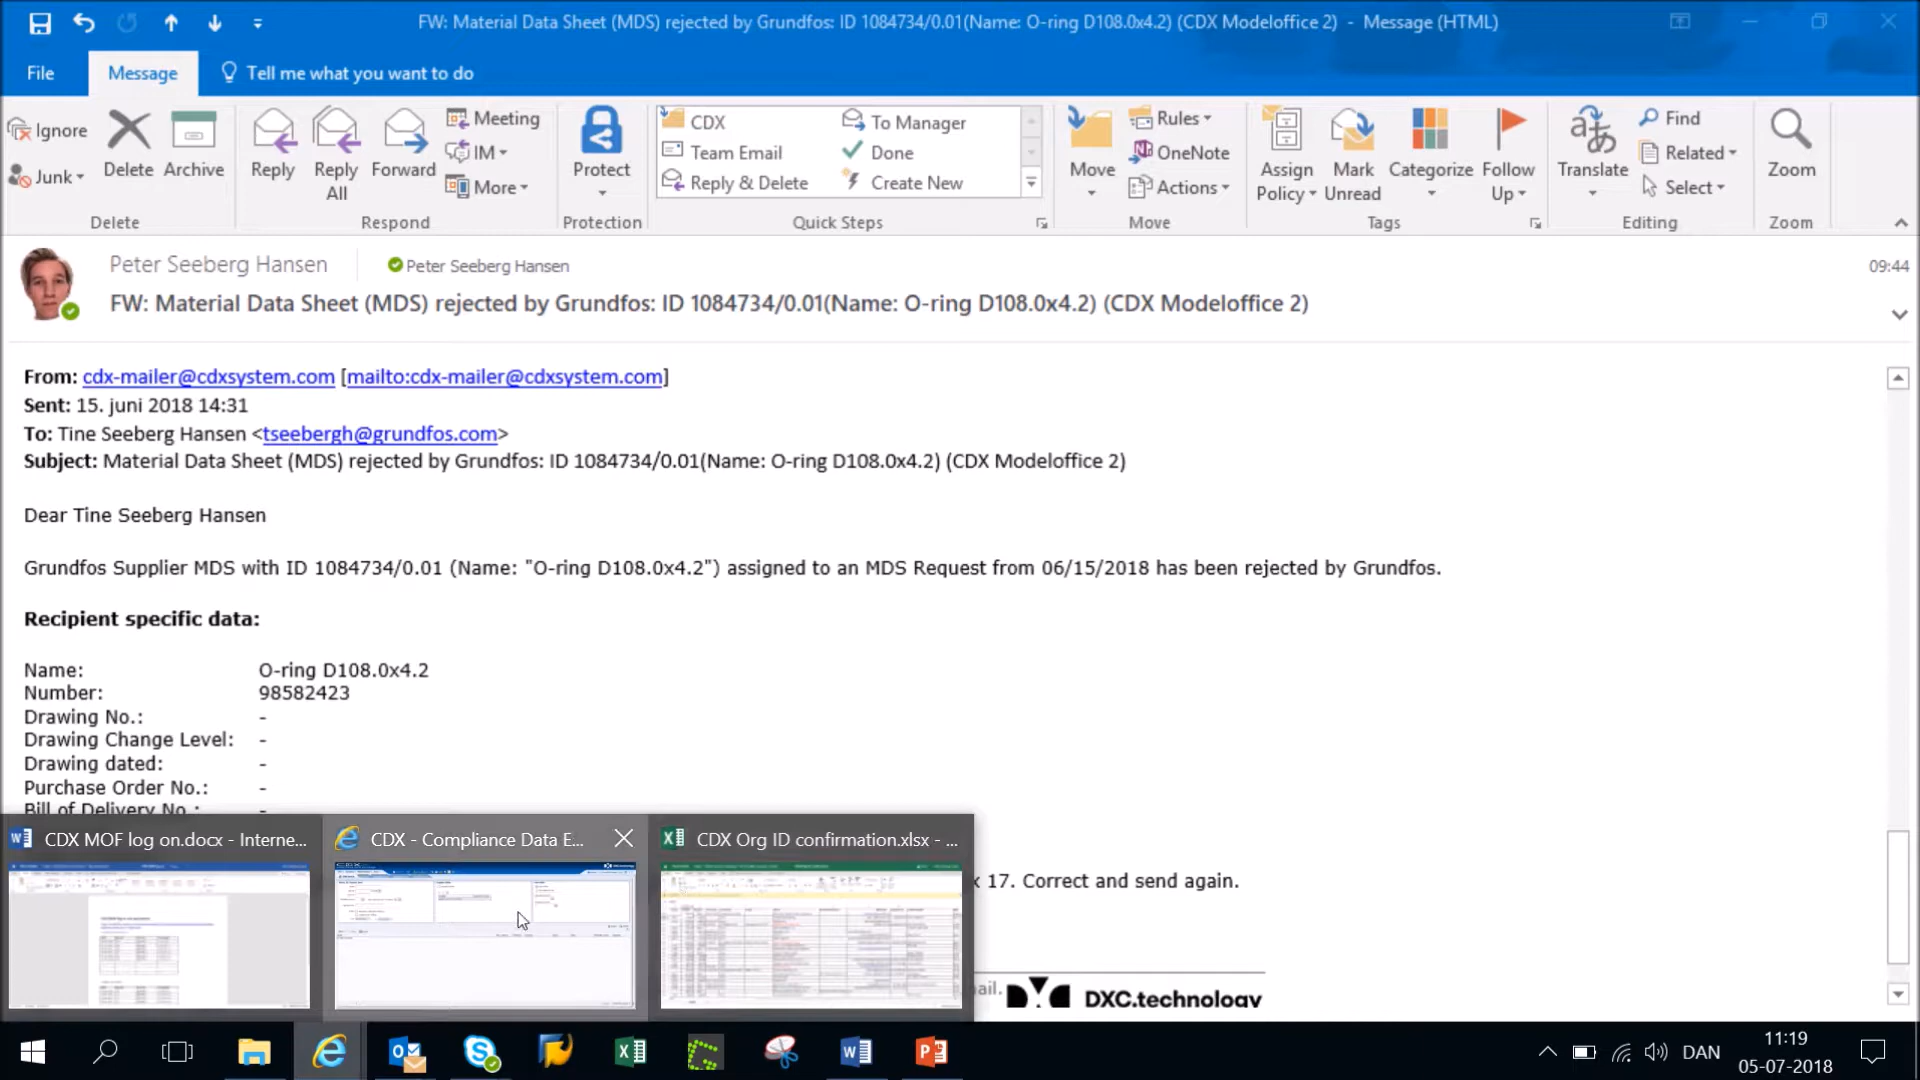 FW: Material Data Sheet (MDS) rejected by Grundfos: ID 1084734/0.01(Name: O-ring D108.0x4.2) (CDX Modeloffice 2) - Message (HTML)
File
Message
Tell me what you want to do
Ignore
Junk
Delete
Archive
Reply
Reply All
Forward
Meeting
IM
More
Protect
CDX
Team Email
Reply & Delete
To Manager
Done
Create New
Move
Rules
OneNote
Actions
Assign Policy
Mark Unread
Categorize
Follow Up
Translate
Find
Related
Select
Zoom
Delete
Respond
Protection
Quick Steps
Move
Tags
Editing
Zoom
Peter Seeberg Hansen
Peter Seeberg Hansen
09:44
FW: Material Data Sheet (MDS) rejected by Grundfos: ID 1084734/0.01(Name: O-ring D108.0x4.2) (CDX Modeloffice 2)
From: cdx-mailer@cdxsystem.com [mailto:cdx-mailer@cdxsystem.com]
Sent: 15. juni 2018 14:31
To: Tine Seeberg Hansen <tseebergh@grundfos.com>
Subject: Material Data Sheet (MDS) rejected by Grundfos: ID 1084734/0.01(Name: O-ring D108.0x4.2) (CDX Modeloffice 2)
Dear Tine Seeberg Hansen
Grundfos Supplier MDS with ID 1084734/0.01 (Name: "O-ring D108.0x4.2") assigned to an MDS Request from 06/15/2018 has been rejected by Grundfos.
Recipient specific data:
Name: O-ring D108.0x4.2
Number: 98582423
Drawing No.: -
Drawing Change Level: -
Drawing dated: -
Purchase Order No.: -
Bill of Delivery No.: -
CDX MOF log on.docx - Interne...
CDX - Compliance Data E...
CDX Org ID confirmation.xlsx - ...
17. Correct and send again.
DXC.technology
DAN
11:19
05-07-2018